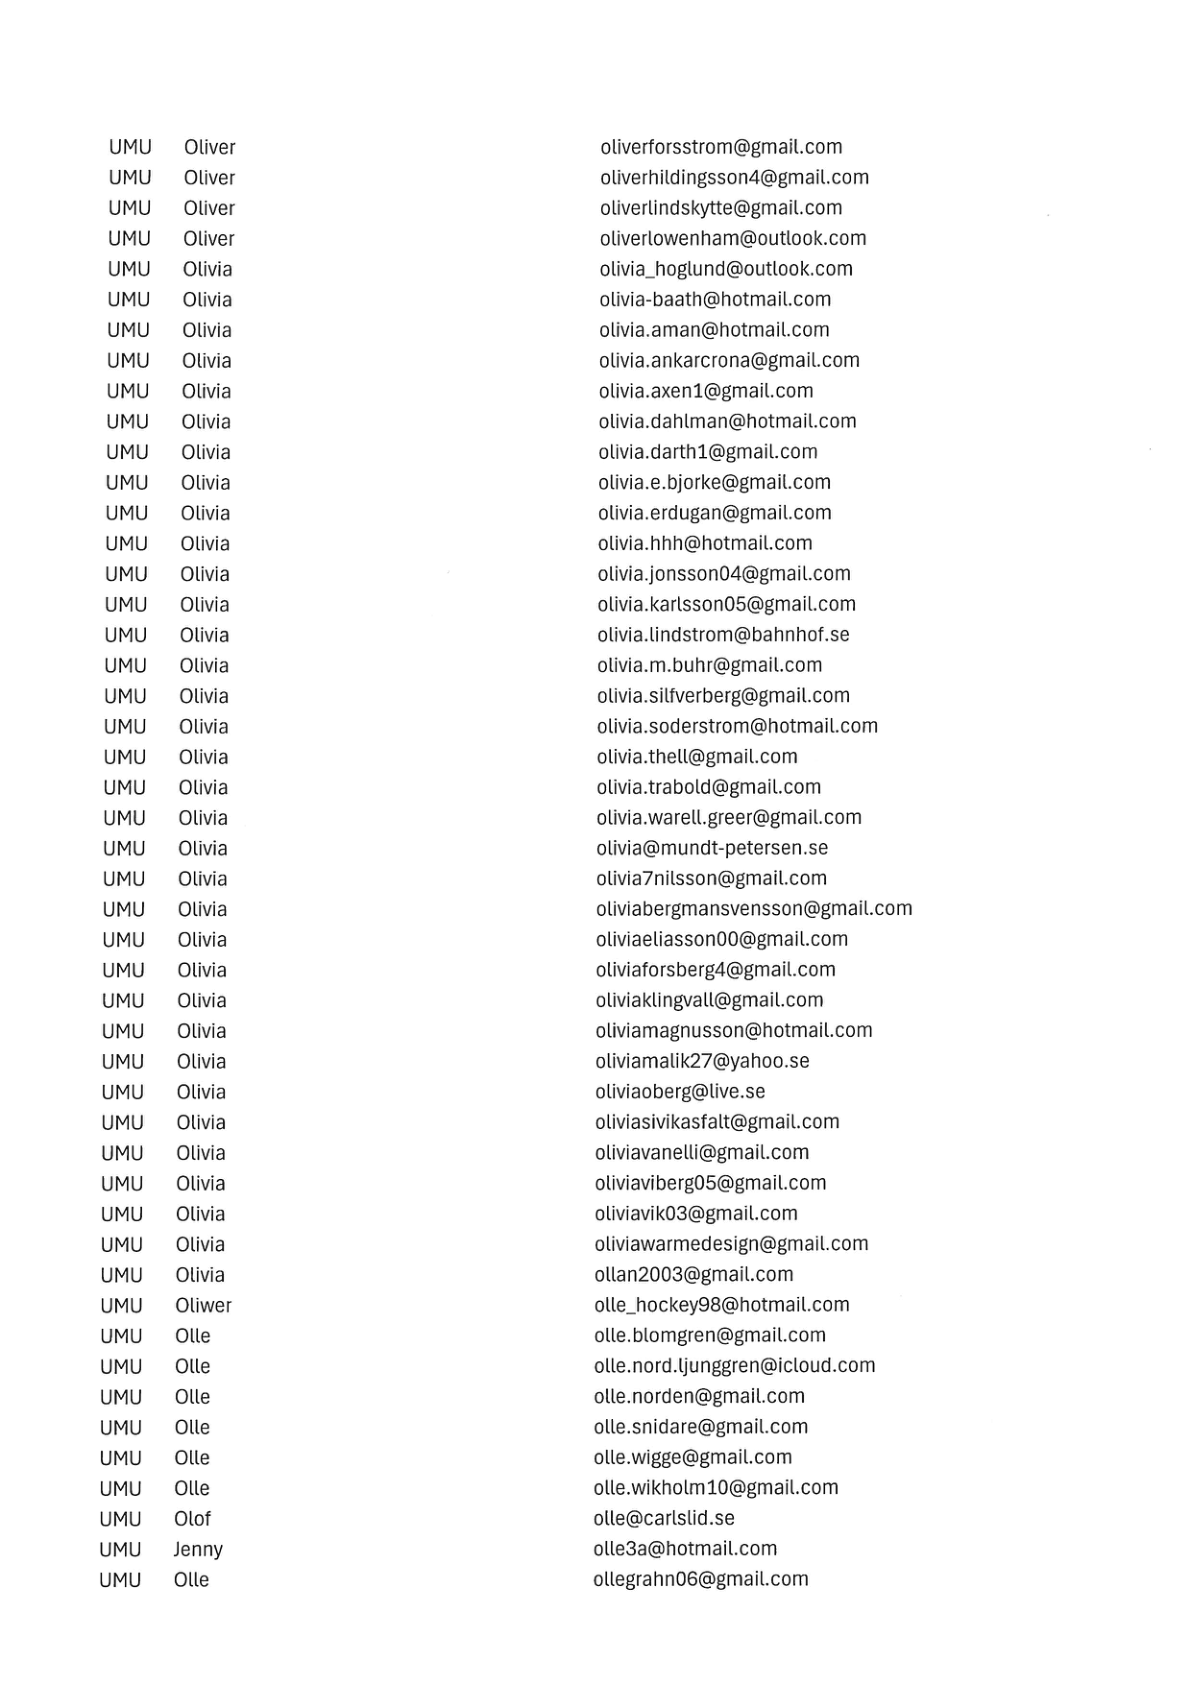 UMU Oliver oliverforsstrom@gmail.com
UMU Oliver oliverhildingsson4@gmail.com
UMU Oliver oliverlindskytte@gmail.com
UMU Oliver oliverlowenham@outlook.com
UMU Olivia olivia_hoglund@outlook.com
UMU Olivia olivia-baath@hotmail.com
UMU Olivia olivia.aman@hotmail.com
UMU Olivia olivia.ankarcrona@gmail.com
UMU Olivia olivia.axen1@gmail.com
UMU Olivia olivia.dahlman@hotmail.com
UMU Olivia olivia.darth1@gmail.com
UMU Olivia olivia.e.bjorke@gmail.com
UMU Olivia olivia.erdugan@gmail.com
UMU Olivia olivia.hhh@hotmail.com
UMU Olivia olivia.jonsson04@gmail.com
UMU Olivia olivia.karlsson05@gmail.com
UMU Olivia olivia.lindstrom@bahnhof.se
UMU Olivia olivia.m.buhr@gmail.com
UMU Olivia olivia.silfverberg@gmail.com
UMU Olivia olivia.soderstrom@hotmail.com
UMU Olivia olivia.thell@gmail.com
UMU Olivia olivia.trabold@gmail.com
UMU Olivia olivia.warell.greer@gmail.com
UMU Olivia olivia@mundt-petersen.se
UMU Olivia olivia7nilsson@gmail.com
UMU Olivia oliviabergmansvensson@gmail.com
UMU Olivia oliviaeliasson00@gmail.com
UMU Olivia oliviaforsberg4@gmail.com
UMU Olivia oliviaklingvall@gmail.com
UMU Olivia oliviamagnusson@hotmail.com
UMU Olivia oliviamalik27@yahoo.se
UMU Olivia oliviaoberg@live.se
UMU Olivia oliviasivikasfalt@gmail.com
UMU Olivia oliviavanelli@gmail.com
UMU Olivia oliviaviberg05@gmail.com
UMU Olivia oliviavik03@gmail.com
UMU Olivia oliviawarmedesign@gmail.com
UMU Olivia ollan2003@gmail.com
UMU Oliwer olle_hockey98@hotmail.com
UMU Olle olle.blomgren@gmail.com
UMU Olle olle.nord.ljunggren@icloud.com
UMU Olle olle.norden@gmail.com
UMU Olle olle.snidare@gmail.com
UMU Olle olle.wigge@gmail.com
UMU Olle olle.wikholm10@gmail.com
UMU Olof olle@carlslid.se
UMU Jenny olle3a@hotmail.com
UMU Olle ollegrahn06@gmail.com